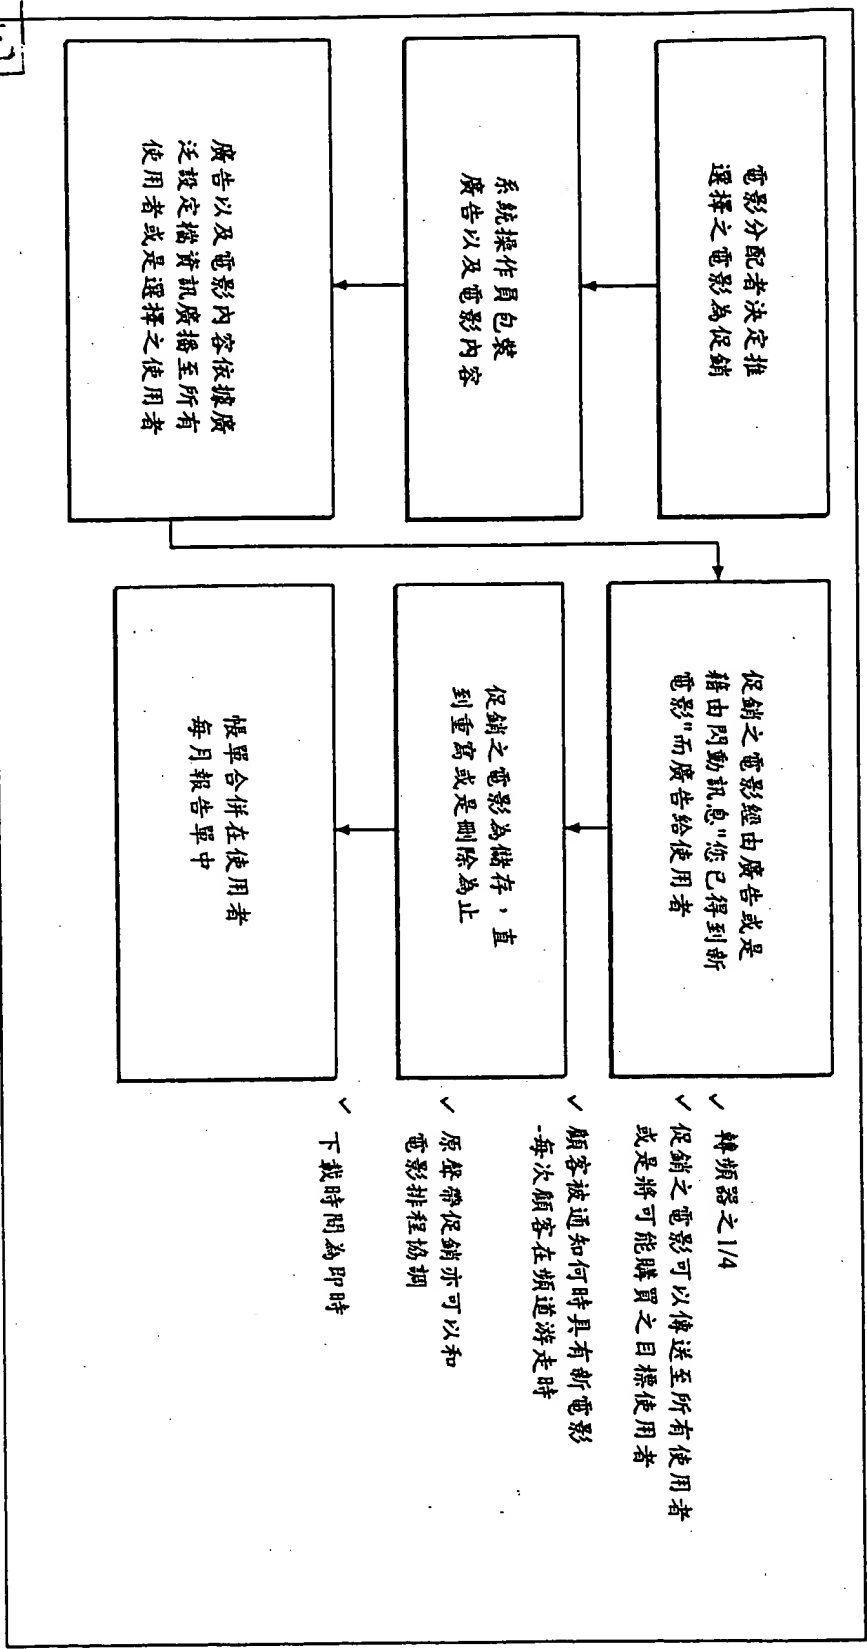 電影分配者決定推
選擇之電影為促銷
系統操作員包裝
廣告以及電影內容
廣告以及電影內容依據廣
泛設定檔資訊廣播至所有
使用者或是選擇之使用者
促銷之電影經由廣告或是
藉由閃動訊息"您已得到新
電影"而廣告給使用者
促銷之電影為儲存，直
到重寫或是刪除為止
帳單合併在使用者
每月報告單中
✓ 轉頻器之1/4
✓ 促銷之電影可以傳送至所有使用者
或是將可能購買之目標使用者
✓ 顧客被通知何時具有新電影
-每次顧客在頻道游走時
✓ 原聲帶促銷亦可以和
電影排程協調
✓ 下載時間為即時